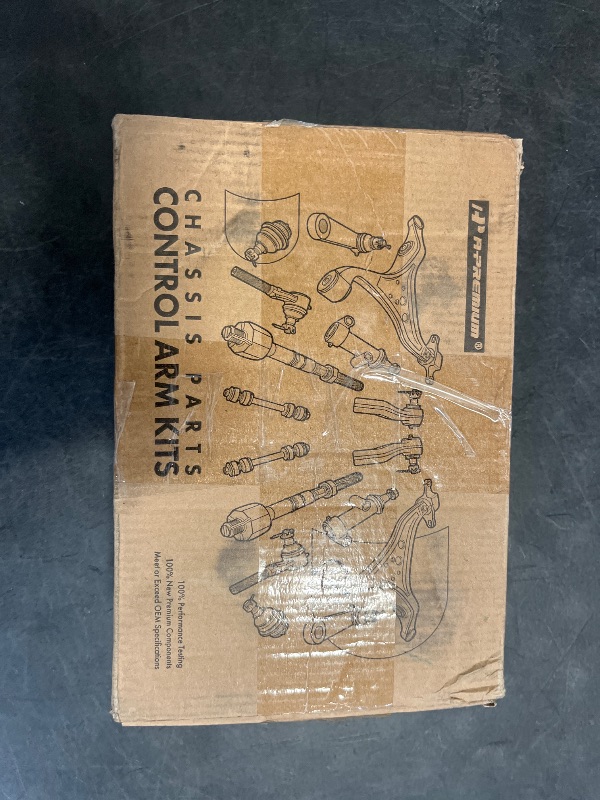 A-PREMIUM®
CHASSIS PARTS
CONTROL ARM KITS
100% Performance Testing
100% New Premium Components
Meet or Exceed OEM Specifications